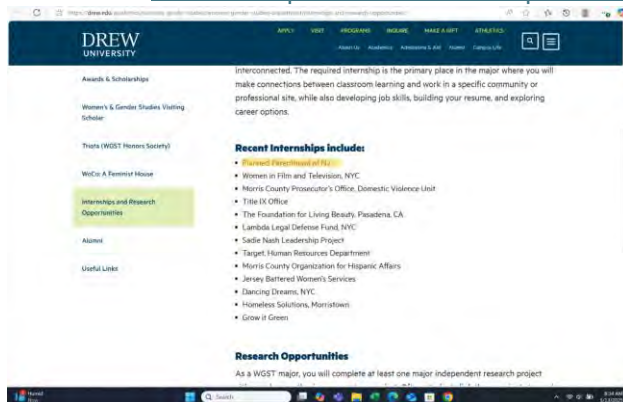 DREW
UNIVERSITY
APPLY VISIT PROGRAMS INQUIRE MAKE A GIFT ATHLETICS
About Us Academics Admissions & Aid Alumni Campus Life
Awards & Scholarships
Women's & Gender Studies Visiting
Scholar
Triota (WGST Honors Society)
WoCo: A Feminist House
Internships and Research
Opportunities
Alumni
Useful Links
interconnected. The required internship is the primary place in the major where you will
make connections between classroom learning and work in a specific community or
professional site, while also developing job skills, building your resume, and exploring
career options.
Recent Internships include:
• Planned Parenthood of NJ
• Women in Film and Television, NYC
• Morris County Prosecutor's Office, Domestic Violence Unit
• Title IX Office
• The Foundation for Living Beauty, Pasadena, CA
• Lambda Legal Defense Fund, NYC
• Sadie Nash Leadership Project
• Target, Human Resources Department
• Morris County Organization for Hispanic Affairs
• Jersey Battered Women's Services
• Dancing Dreams, NYC
• Homeless Solutions, Morristown
• Grow it Green
Research Opportunities
As a WGST major, you will complete at least one major independent research project
Humid
Now
Search
8:34 AM